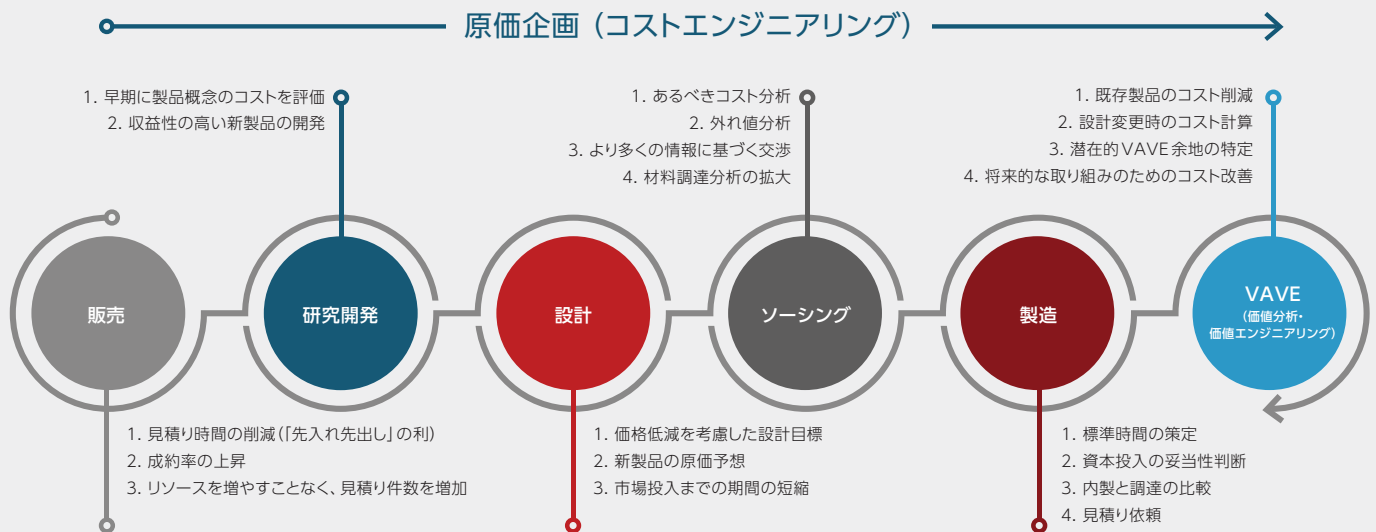 原価企画（コストエンジニアリング）
1. 早期に製品概念のコストを評価
2. 収益性の高い新製品の開発
1. あるべきコスト分析
2. 外れ値分析
3. より多くの情報に基づく交渉
4. 材料調達分析の拡大
1. 既存製品のコスト削減
2. 設計変更時のコスト計算
3. 潜在的VAVE余地の特定
4. 将来的な取り組みのためのコスト改善
販売
研究開発
設計
ソーシング
製造
VAVE
（価値分析・
価値エンジニアリング）
1. 見積り時間の削減（「先入れ先出し」の利）
2. 成約率の上昇
3. リソースを増やすことなく、見積り件数を増加
1. 価格低減を考慮した設計目標
2. 新製品の原価予想
3. 市場投入までの期間の短縮
1. 標準時間の策定
2. 資本投入の妥当性判断
3. 内製と調達の比較
4. 見積り依頼